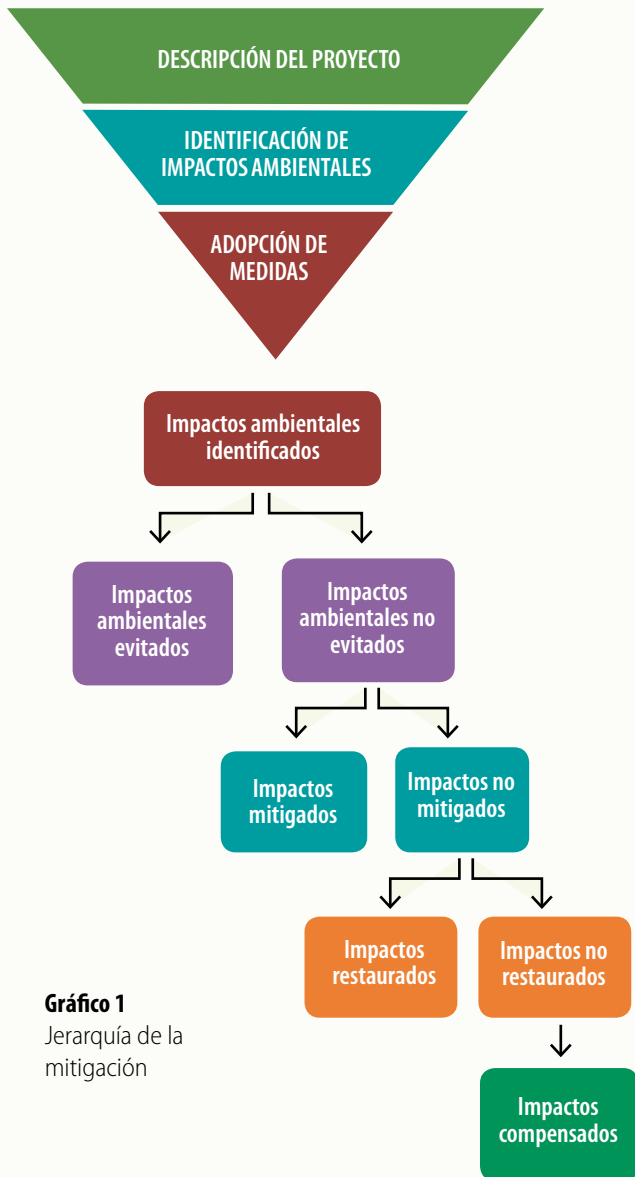 DESCRIPCIÓN DEL PROYECTO
IDENTIFICACIÓN DE
IMPACTOS AMBIENTALES
ADOPCIÓN DE
MEDIDAS
Impactos ambientales
identificados
Impactos
ambientales
evitados
Impactos
ambientales no
evitados
Impactos
mitigados
Impactos no
mitigados
Impactos
restaurados
Impactos no
restaurados
Impactos
compensados
Gráfico 1
Jerarquía de la
mitigación